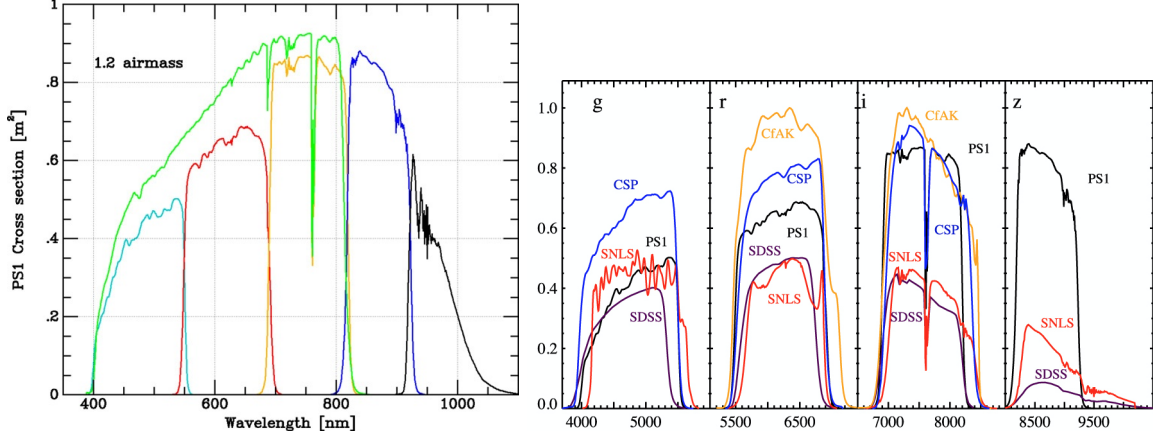 1
.8
.6
.4
.2
0
1.2 airmass
PS1 Cross section [m²]
400
600
800
1000
Wavelength [nm]
g
r
i
z
1.0
0.8
0.6
0.4
0.2
0.0
CSP
SNLS
PS1
SDSS
CfAK
CSP
PS1
SDSS
SNLS
CfAK
PS1
CSP
SNLS
SDSS
PS1
SNLS
SDSS
4000
5000
5500
6500
7000
8000
8500
9500